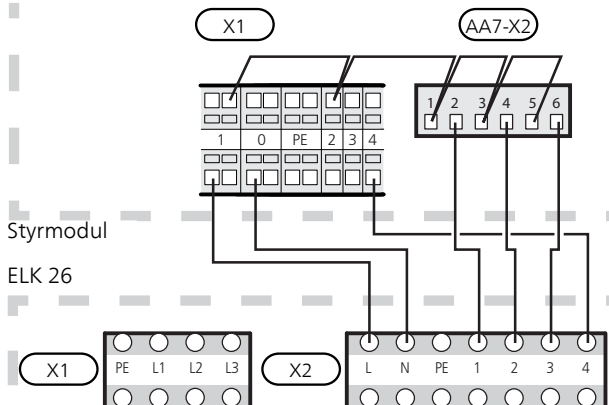 X1 AA7-X2
1 2 3 4 5 6
1 0 PE 2 3 4
Styrmodul
ELK 26
X1 PE L1 L2 L3 X2 L N PE 1 2 3 4